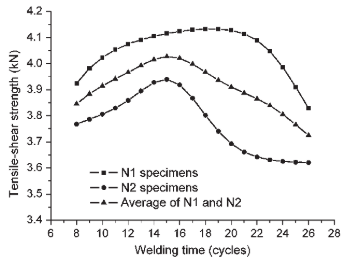 4.2
4.1
4.0
3.9
3.8
3.7
3.6
3.5
3.4
Tensile-shear strength (kN)
N1 specimens
N2 specimens
Average of N1 and N2
6 8 10 12 14 16 18 20 22 24 26 28
Welding time (cycles)